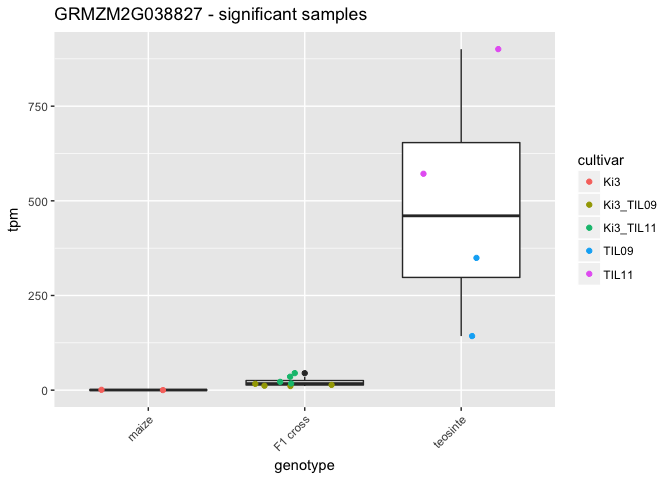 GRMZM2G038827 - significant samples
tpm
750
500
250
0
maize
F1 cross
teosinte
genotype
cultivar
Ki3
Ki3_TIL09
Ki3_TIL11
TIL09
TIL11